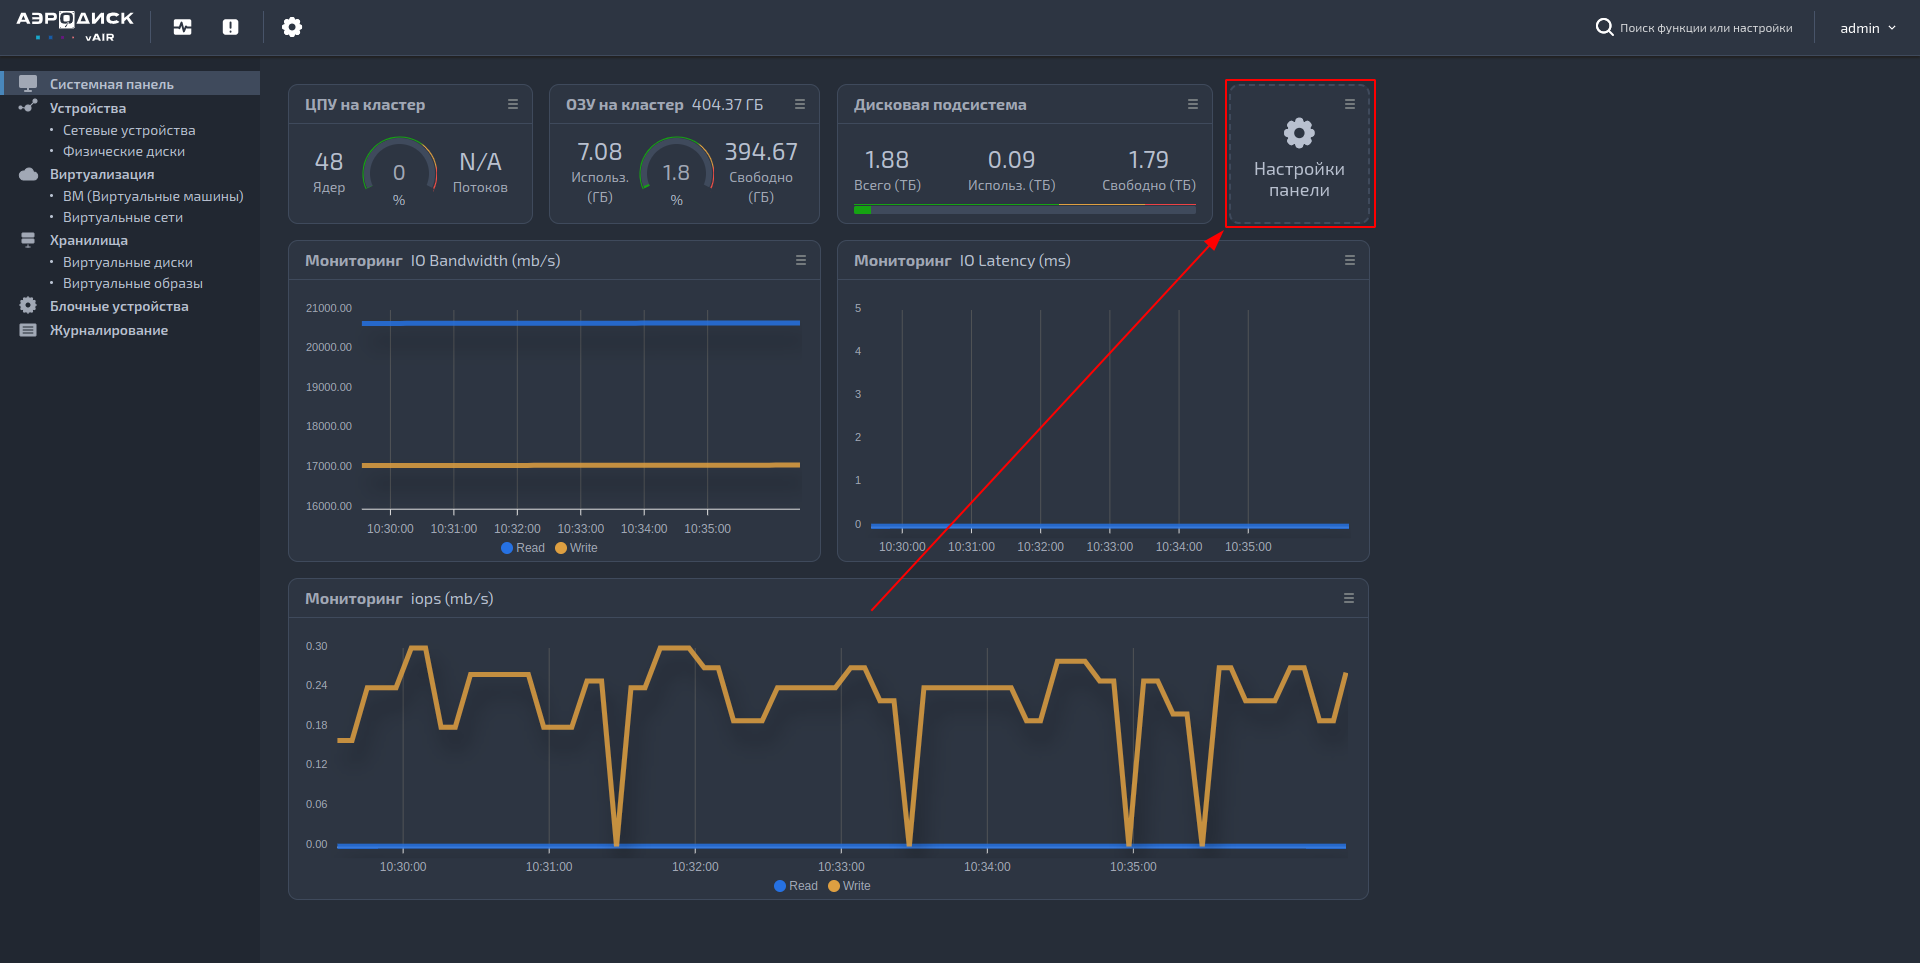 АЭРОДИСК
vAIR
Поиск функции или настройки
admin
Системная панель
Устройства
Сетевые устройства
Физические диски
Виртуализация
ВМ (Виртуальные машины)
Виртуальные сети
Хранилища
Виртуальные диски
Виртуальные образы
Блочные устройства
Журналирование
ЦПУ на кластер
48
Ядер
0
%
N/A
Потоков
ОЗУ на кластер 404.37 ГБ
7.08
Использ.
(ГБ)
1.8
%
394.67
Свободно
(ГБ)
Дисковая подсистема
1.88
Всего (ТБ)
0.09
Использ. (ТБ)
1.79
Свободно (ТБ)
Настройки
панели
Мониторинг IO Bandwidth (mb/s)
21000.00
20000.00
19000.00
18000.00
17000.00
16000.00
10:30:00 10:31:00 10:32:00 10:33:00 10:34:00 10:35:00
Read Write
Мониторинг IO Latency (ms)
5
4
3
2
1
0
10:30:00 10:31:00 10:32:00 10:33:00 10:34:00 10:35:00
Мониторинг iops (mb/s)
0.30
0.24
0.18
0.12
0.06
0.00
10:30:00 10:31:00 10:32:00 10:33:00 10:34:00 10:35:00
Read Write